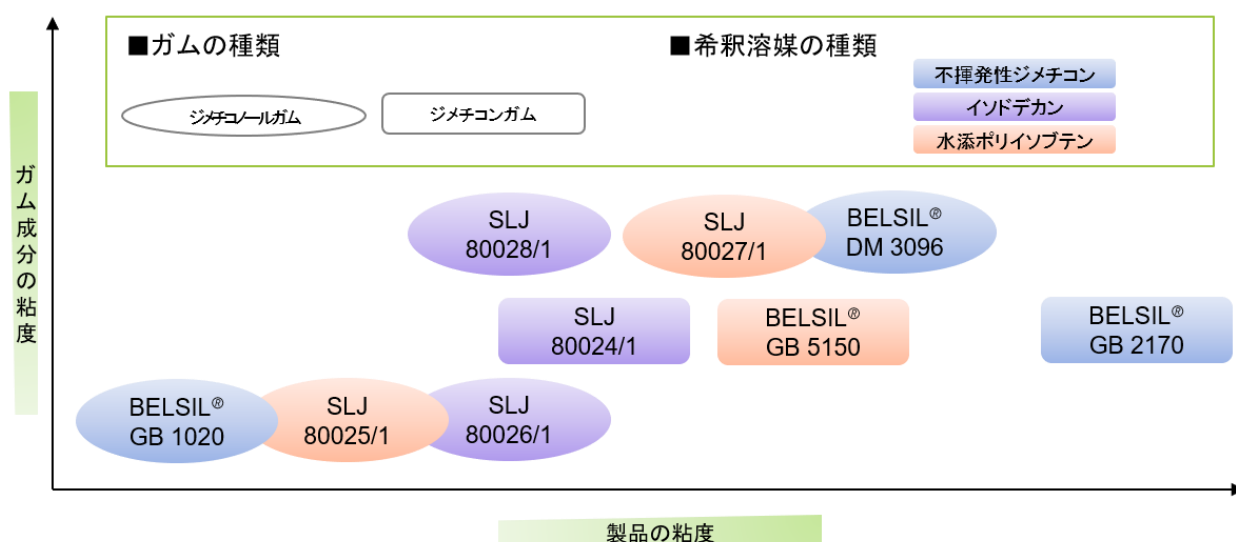 ■ガムの種類
■希釈溶媒の種類
ジメチコノールガム
ジメチコンガム
不揮発性ジメチコン
イソドデカン
水添ポリイソブテン
ガム成分の粘度
SLJ
80028/1
SLJ
80027/1
BELSIL®
DM 3096
SLJ
80024/1
BELSIL®
GB 5150
BELSIL®
GB 2170
BELSIL®
GB 1020
SLJ
80025/1
SLJ
80026/1
製品の粘度